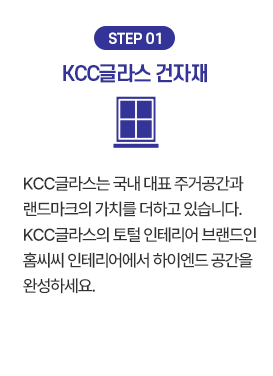 STEP 01
KCC글라스 건자재
KCC글라스는 국내 대표 주거공간과
랜드마크의 가치를 더하고 있습니다.
KCC글라스의 토털 인테리어 브랜드인
홈씨씨 인테리어에서 하이엔드 공간을
완성하세요.